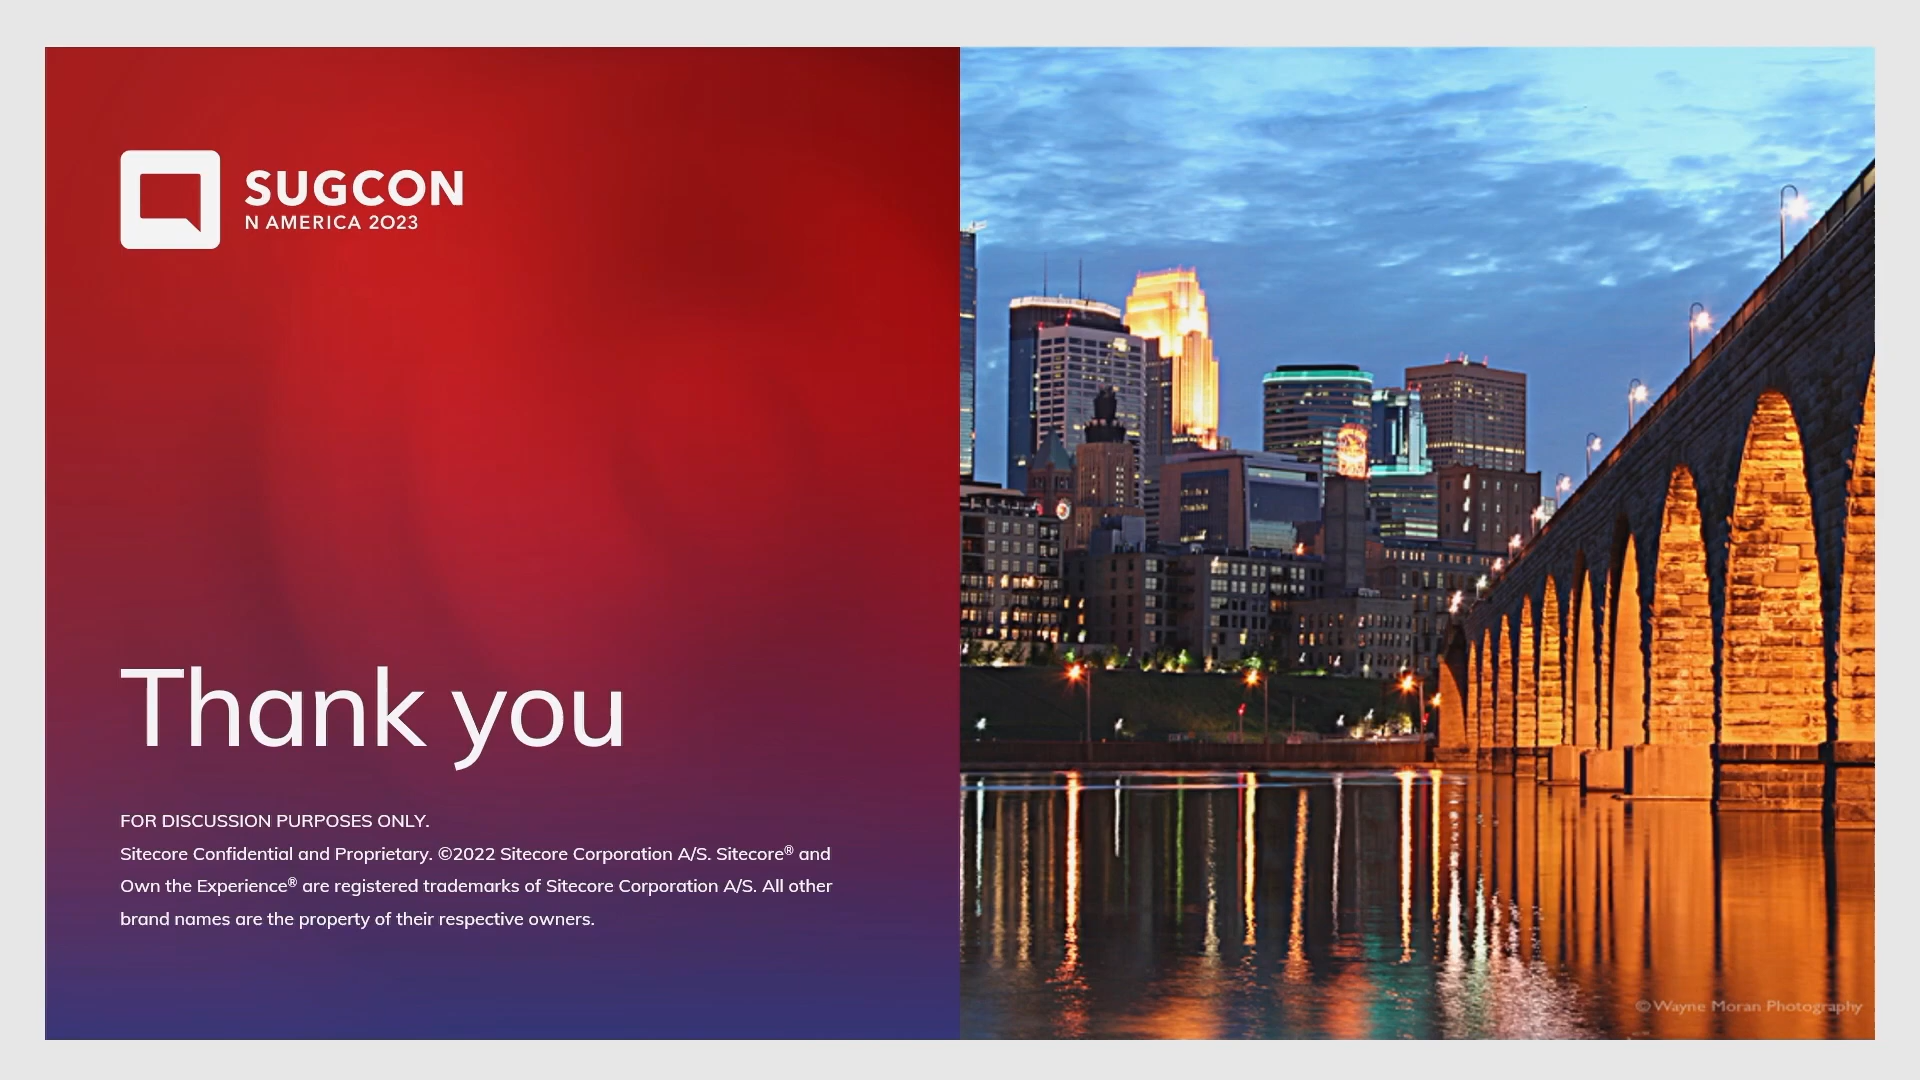 SUGCON
N AMERICA 2023
Thank you
FOR DISCUSSION PURPOSES ONLY.
Sitecore Confidential and Proprietary. ©2022 Sitecore Corporation A/S. Sitecore® and
Own the Experience® are registered trademarks of Sitecore Corporation A/S. All other
brand names are the property of their respective owners.
© Wayne Moran Photography